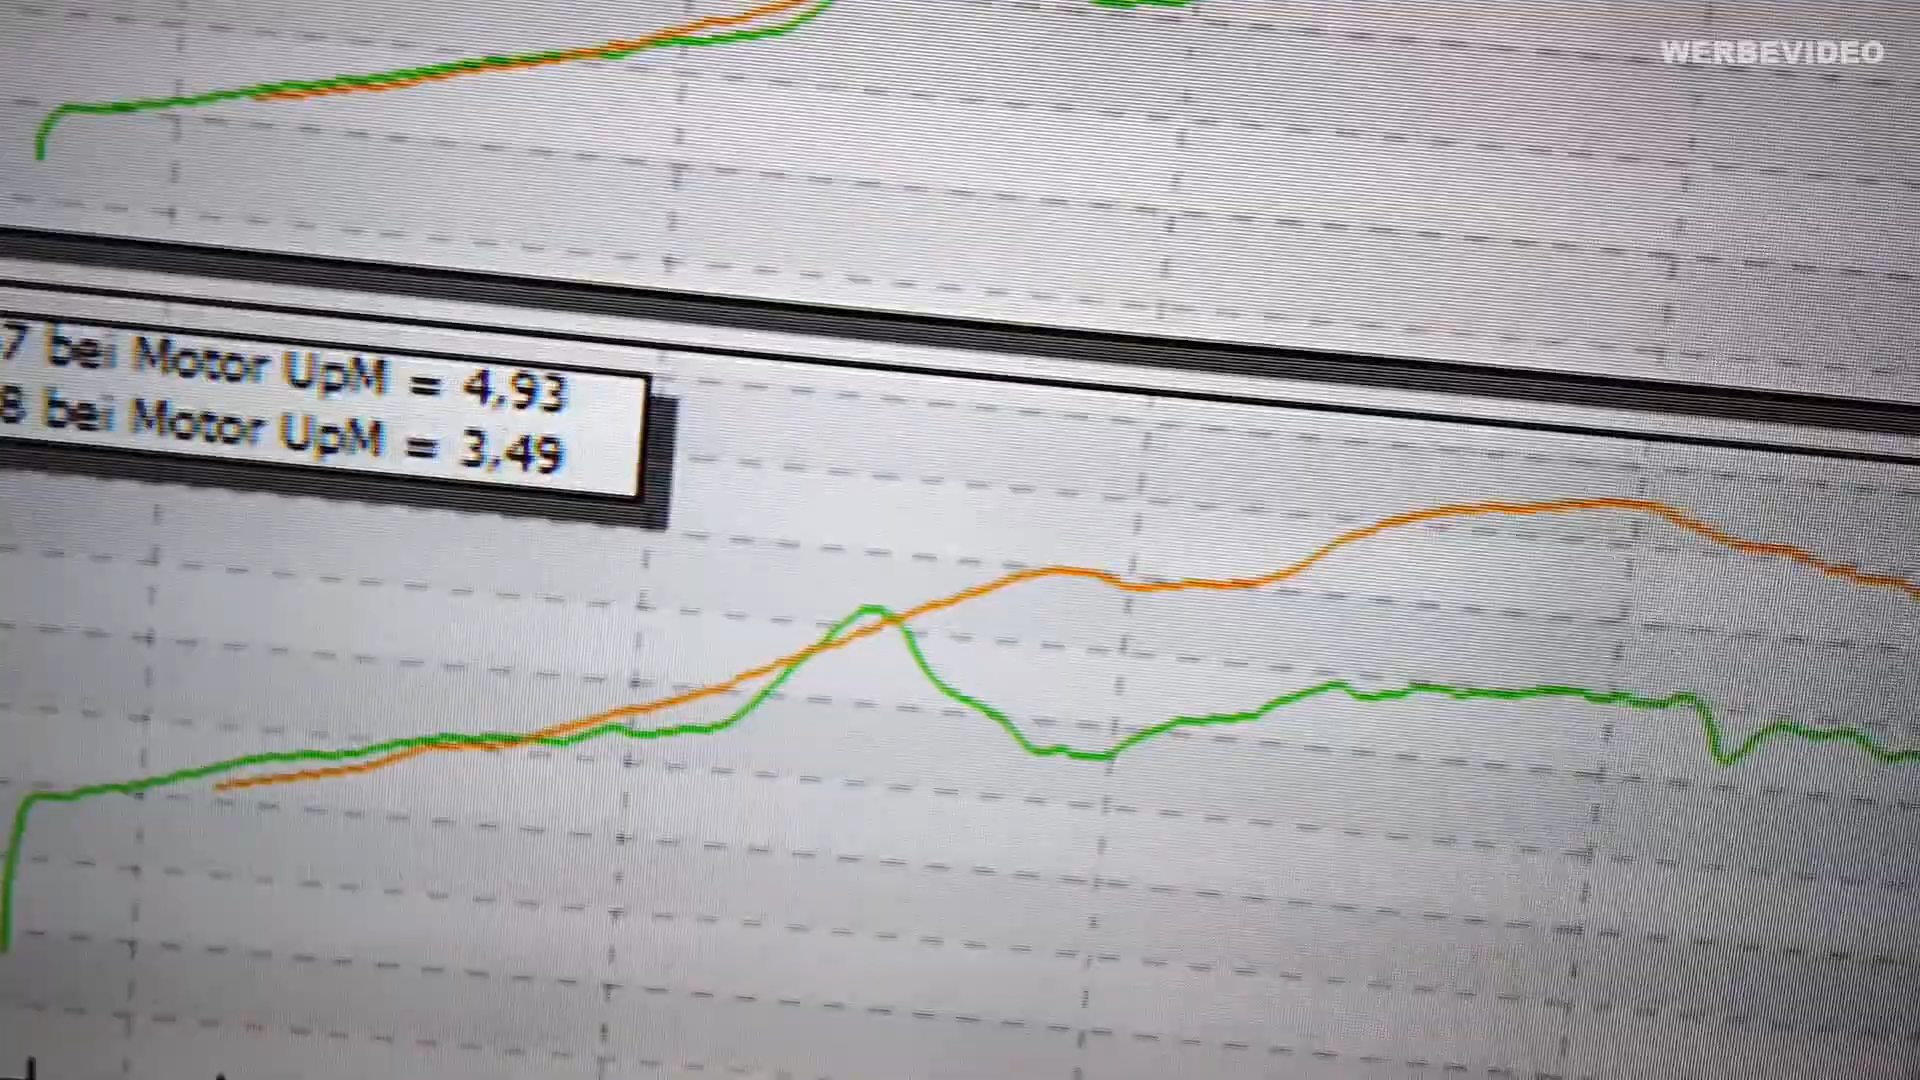 WERBEVIDEO
7 bei Motor UpM = 4,93
8 bei Motor UpM = 3,49